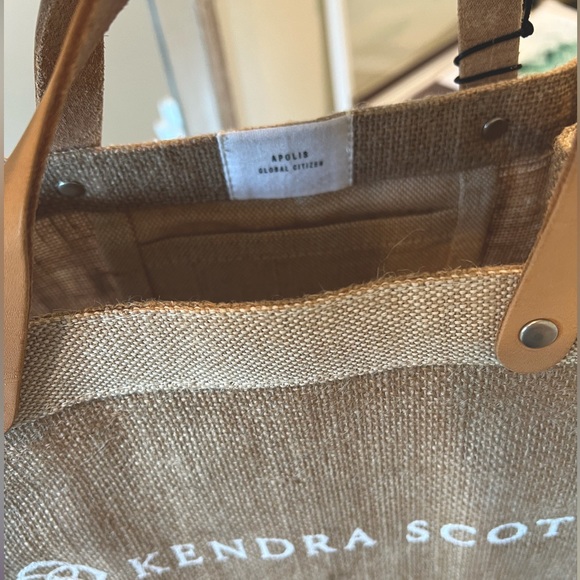 APOLIS
GLOBAL CITIZEN
KENDRA SCOT